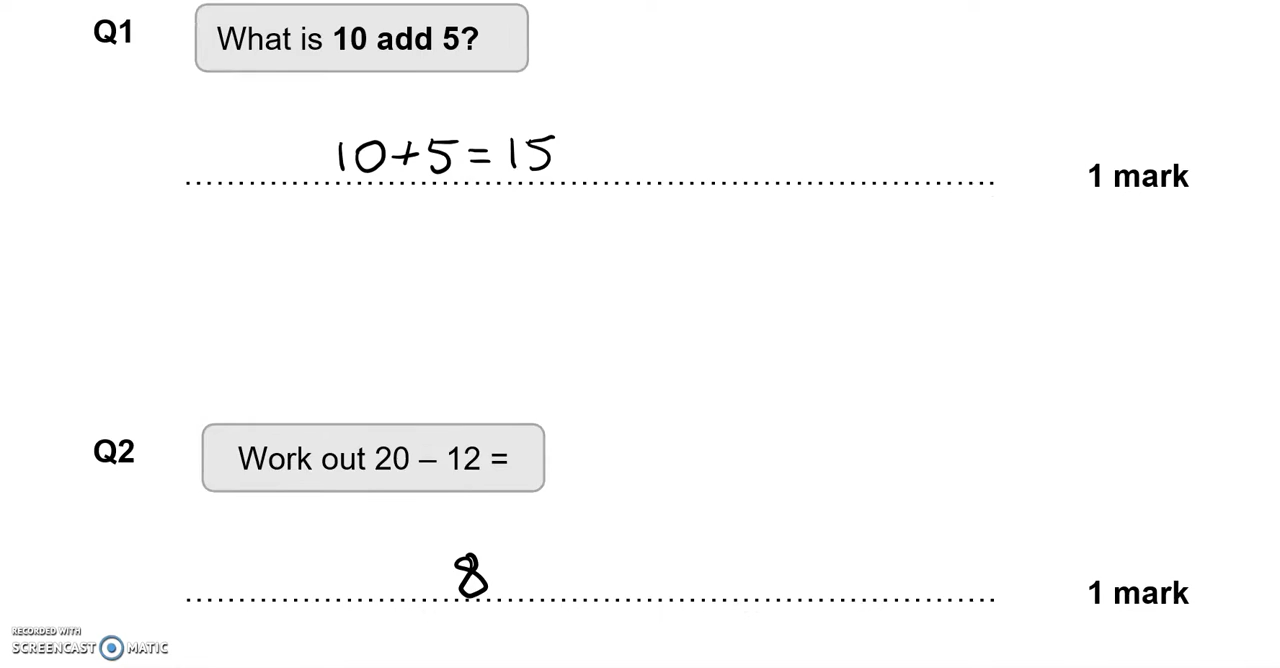 Q1 What is 10 add 5?
10+5=15
1 mark
Q2 Work out 20 – 12 =
8
1 mark
RECORDED WITH
SCREENCAST MATIC